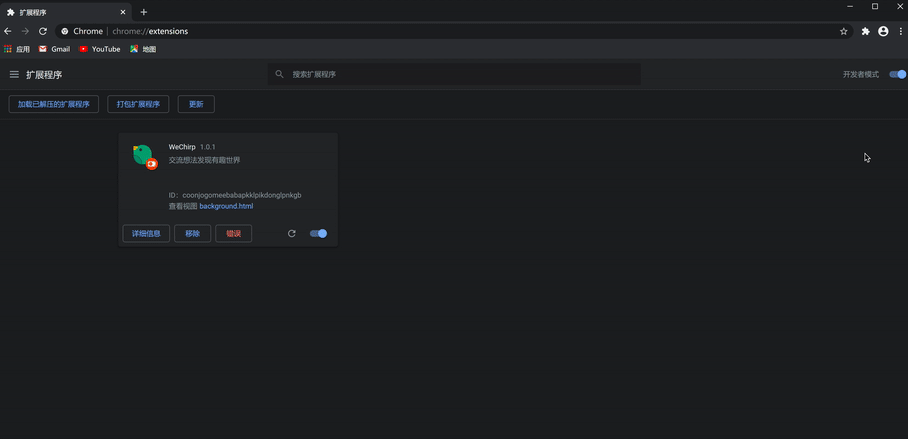 扩展程序
Chrome | chrome://extensions
应用 Gmail YouTube 地图
扩展程序 搜索扩展程序 开发者模式
加载已解压的扩展程序 打包扩展程序 更新
WeChirp 1.0.1
交流想法发现有趣世界
ID: coonjogomeebabapkklpikdonglpnkgb
查看视图 background.html
详细信息 移除 错误